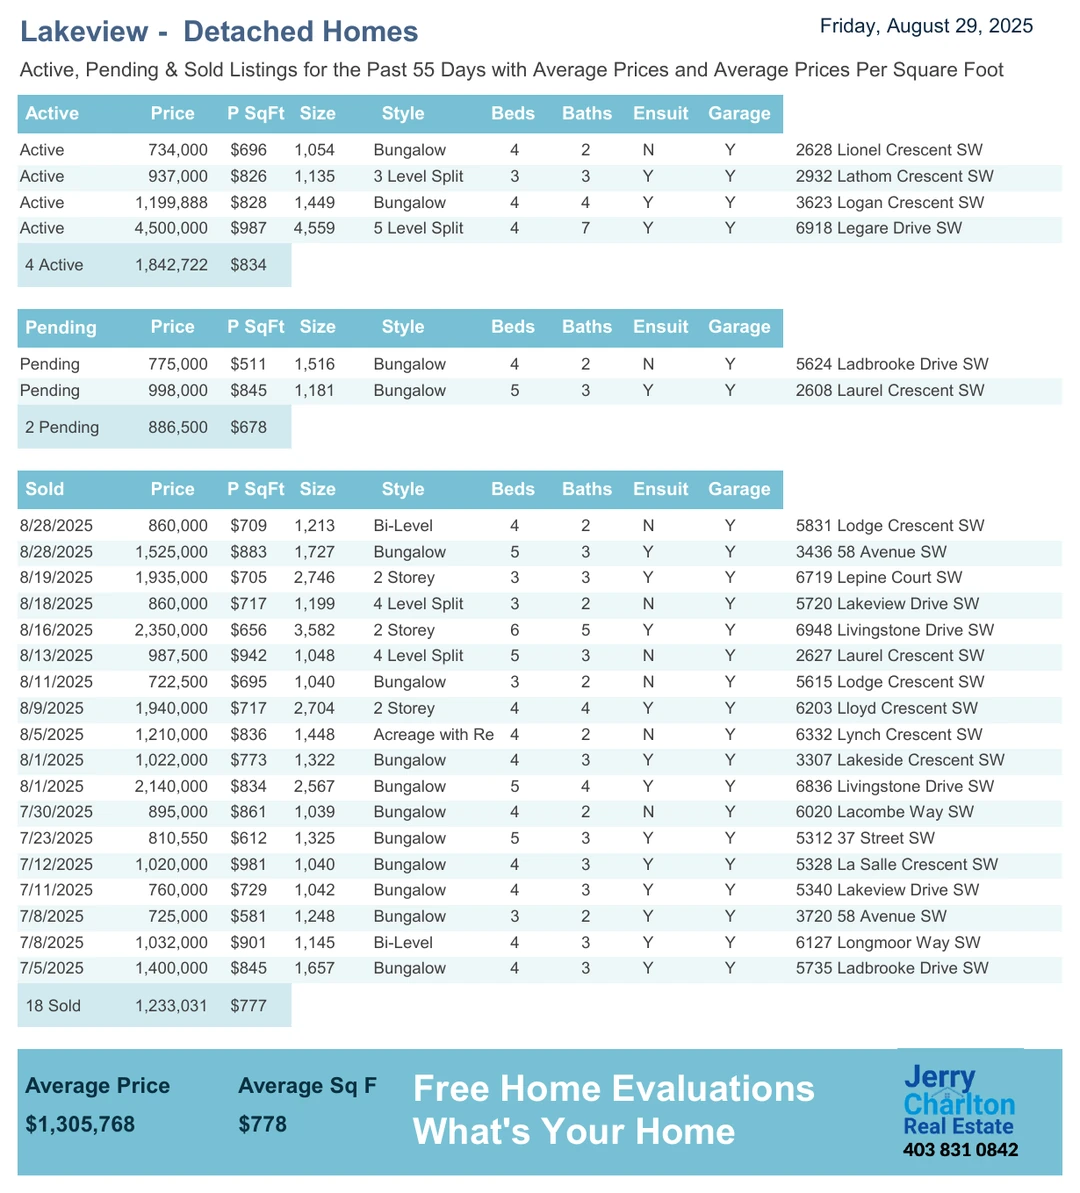 Lakeview - Detached Homes
Friday, August 29, 2025
Active, Pending & Sold Listings for the Past 55 Days with Average Prices and Average Prices Per Square Foot
Active Price P SqFt Size Style Beds Baths Ensuit Garage
Active 734,000 $696 1,054 Bungalow 4 2 N Y 2628 Lionel Crescent SW
Active 937,000 $826 1,135 3 Level Split 3 3 Y Y 2932 Lathom Crescent SW
Active 1,199,888 $828 1,449 Bungalow 4 4 Y Y 3623 Logan Crescent SW
Active 4,500,000 $987 4,559 5 Level Split 4 7 Y Y 6918 Legare Drive SW
4 Active 1,842,722 $834
Pending Price P SqFt Size Style Beds Baths Ensuit Garage
Pending 775,000 $511 1,516 Bungalow 4 2 N Y 5624 Ladbrooke Drive SW
Pending 998,000 $845 1,181 Bungalow 5 3 Y Y 2608 Laurel Crescent SW
2 Pending 886,500 $678
Sold Price P SqFt Size Style Beds Baths Ensuit Garage
8/28/2025 860,000 $709 1,213 Bi-Level 4 2 N Y 5831 Lodge Crescent SW
8/28/2025 1,525,000 $883 1,727 Bungalow 5 3 Y Y 3436 58 Avenue SW
8/19/2025 1,935,000 $705 2,746 2 Storey 3 3 Y Y 6719 Lepine Court SW
8/18/2025 860,000 $717 1,199 4 Level Split 3 2 N Y 5720 Lakeview Drive SW
8/16/2025 2,350,000 $656 3,582 2 Storey 6 5 Y Y 6948 Livingstone Drive SW
8/13/2025 987,500 $942 1,048 4 Level Split 5 3 N Y 2627 Laurel Crescent SW
8/11/2025 722,500 $695 1,040 Bungalow 3 2 N Y 5615 Lodge Crescent SW
8/9/2025 1,940,000 $717 2,704 2 Storey 4 4 Y Y 6203 Lloyd Crescent SW
8/5/2025 1,210,000 $836 1,448 Acreage with Re 4 2 N Y 6332 Lynch Crescent SW
8/1/2025 1,022,000 $773 1,322 Bungalow 4 3 Y Y 3307 Lakeside Crescent SW
8/1/2025 2,140,000 $834 2,567 Bungalow 5 4 Y Y 6836 Livingstone Drive SW
7/30/2025 895,000 $861 1,039 Bungalow 4 2 N Y 6020 Lacombe Way SW
7/23/2025 810,550 $612 1,325 Bungalow 5 3 Y Y 5312 37 Street SW
7/12/2025 1,020,000 $981 1,040 Bungalow 4 3 Y Y 5328 La Salle Crescent SW
7/11/2025 760,000 $729 1,042 Bungalow 4 3 Y Y 5340 Lakeview Drive SW
7/8/2025 725,000 $581 1,248 Bungalow 3 2 Y Y 3720 58 Avenue SW
7/8/2025 1,032,000 $901 1,145 Bi-Level 4 3 Y Y 6127 Longmoor Way SW
7/5/2025 1,400,000 $845 1,657 Bungalow 4 3 Y Y 5735 Ladbrooke Drive SW
18 Sold 1,233,031 $777
Average Price Average Sq F
$1,305,768 $778
Free Home Evaluations
What's Your Home
Jerry
Charlton
Real Estate
403 831 0842